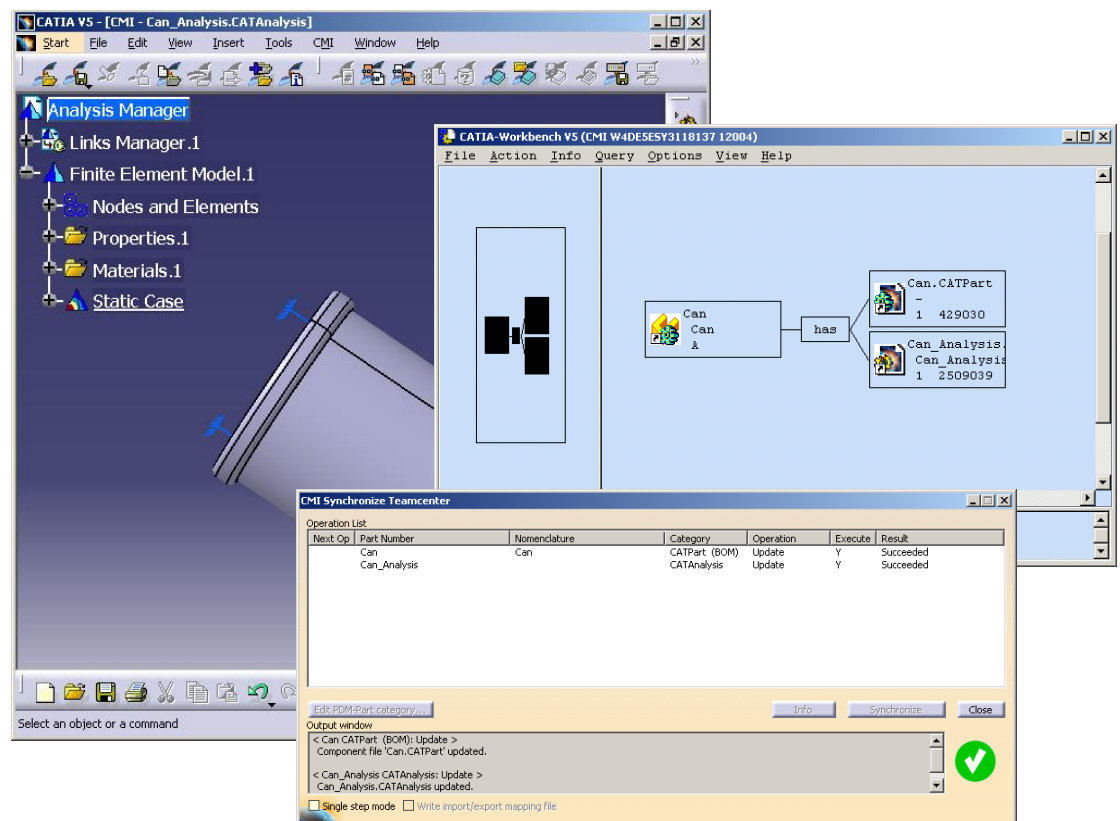 CATIA V5 - [CMI - Can_Analysis.CATAnalysis]
Start File Edit View Insert Tools CMI Window Help
Analysis Manager
Links Manager.1
Finite Element Model.1
Nodes and Elements
Properties.1
Materials.1
Static Case
Select an object or a command
CATIA-Workbench V5 (CMI W4DE5ESY3118137 12004)
File Action Info Query Options View Help
Can
Can
A
has
Can.CATPart
-
1 429030
Can_Analysis.
Can_Analysis
1 2509039
CMI Synchronize Teamcenter
Operation List
Next Op Part Number Nomenclature Category Operation Execute Result
Can Can CATPart (BOM) Update Y Succeeded
Can_Analysis CATAnalysis Update Y Succeeded
Edit PDM-Part category... Info Synchronize Close
Output window
< Can CATPart (BOM): Update >
Component file 'Can.CATPart' updated.
< Can_Analysis CATAnalysis: Update >
Can_Analysis.CATAnalysis updated.
Single step mode Write import/export mapping file